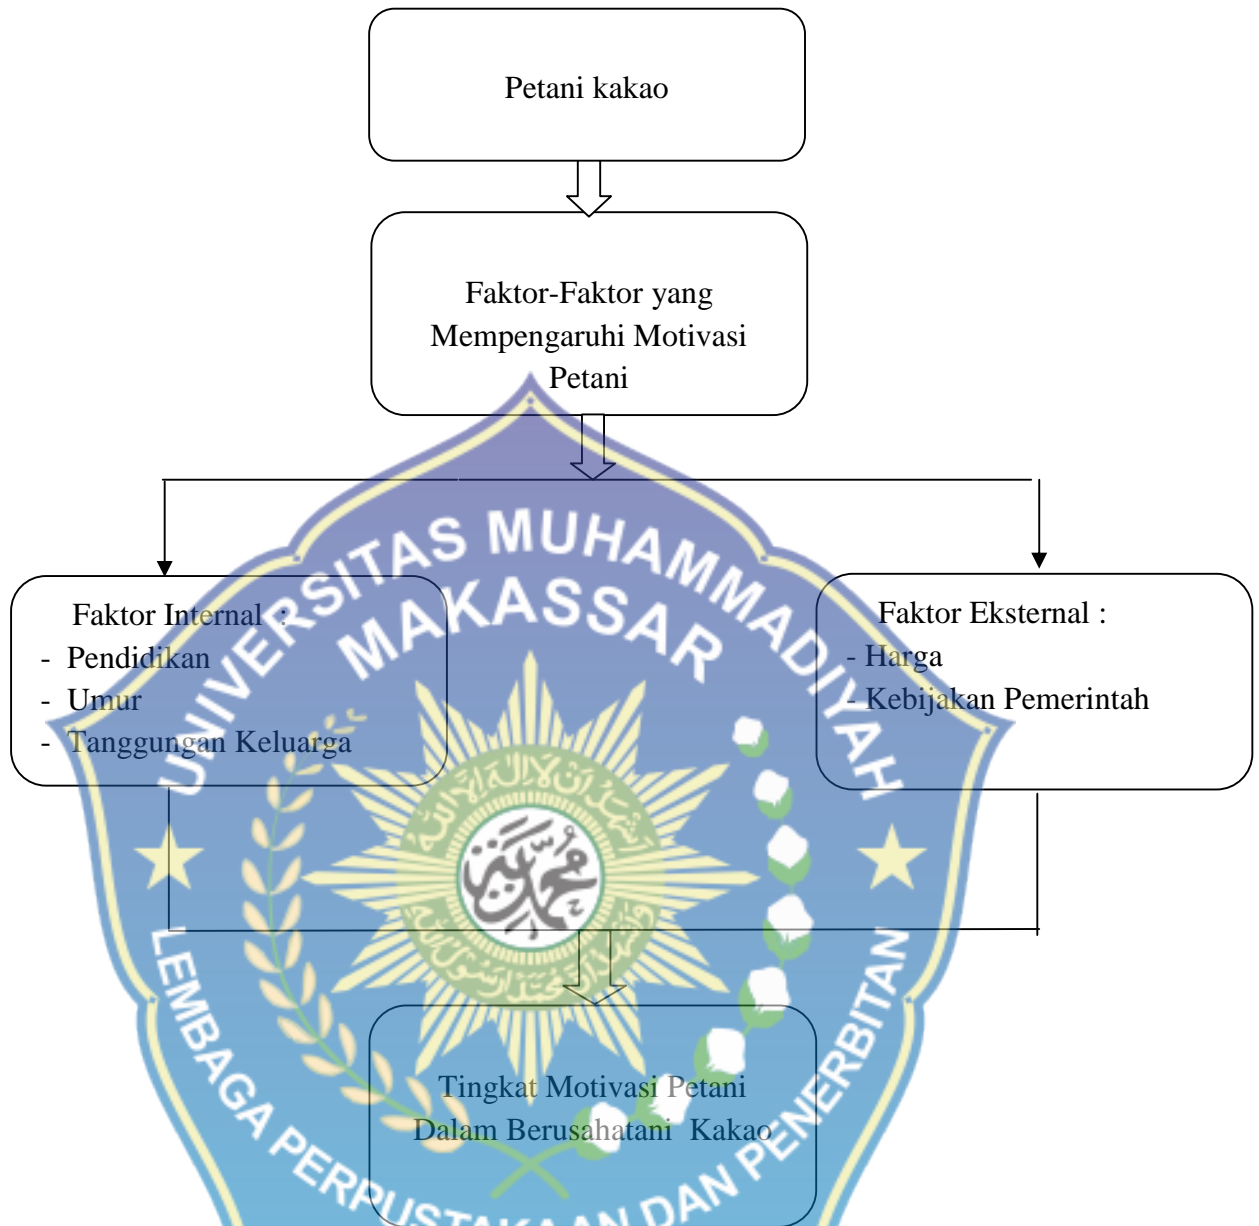 Petani kakao
Faktor-Faktor yang
Mempengaruhi Motivasi
Petani
Faktor Internal :
- Pendidikan
- Umur
- Tanggungan Keluarga
Faktor Eksternal :
- Harga
- Kebijakan Pemerintah
Tingkat Motivasi Petani
Dalam Berusahatani Kakao
UNIVERSITAS MUHAMMADIYAH
MAKASSAR
محمدية
LEMBAGA PERPUSTAKAAN DAN PENERBITAN